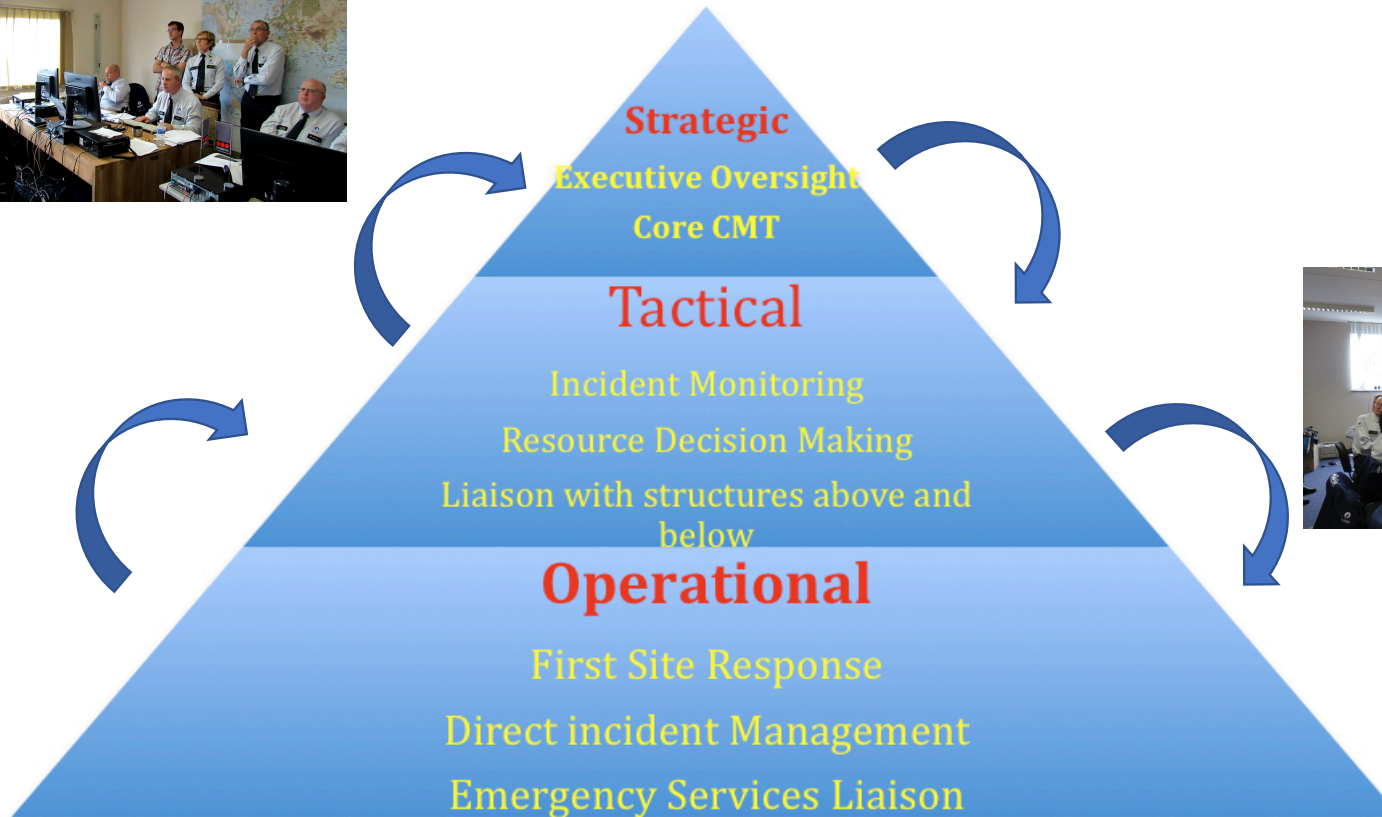 Strategic
Executive Oversight
Core CMT
Tactical
Incident Monitoring
Resource Decision Making
Liaison with structures above and
below
Operational
First Site Response
Direct incident Management
Emergency Services Liaison